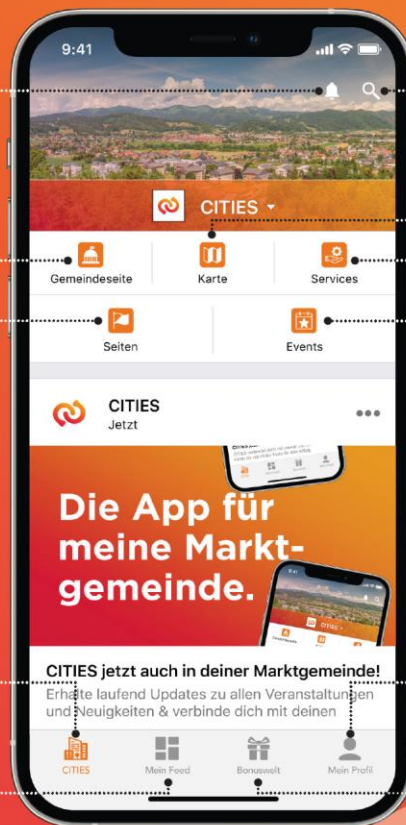 9:41
CITIES
Gemeindeseite
Karte
Services
Seiten
Events
CITIES
Jetzt
Die App für
meine Markt-
gemeinde.
CITIES
CITIES jetzt auch in deiner Marktgemeinde!
Erhalte laufend Updates zu allen Veranstaltungen
und Neuigkeiten & verbinde dich mit deinen
CITIES
Mein Feed
Bonuswelt
Mein Profil